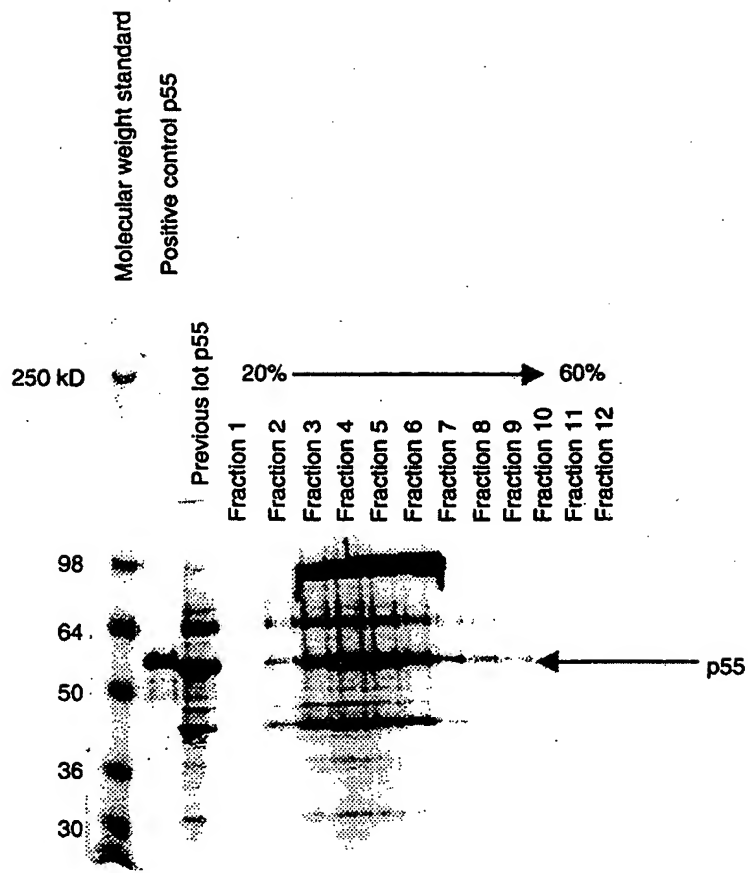 Molecular weight standard
Positive control p55
Previous lot p55
250 kD
20%
60%
Fraction 1
Fraction 2
Fraction 3
Fraction 4
Fraction 5
Fraction 6
Fraction 7
Fraction 8
Fraction 9
Fraction 10
Fraction 11
Fraction 12
98
64
p55
50
36
30